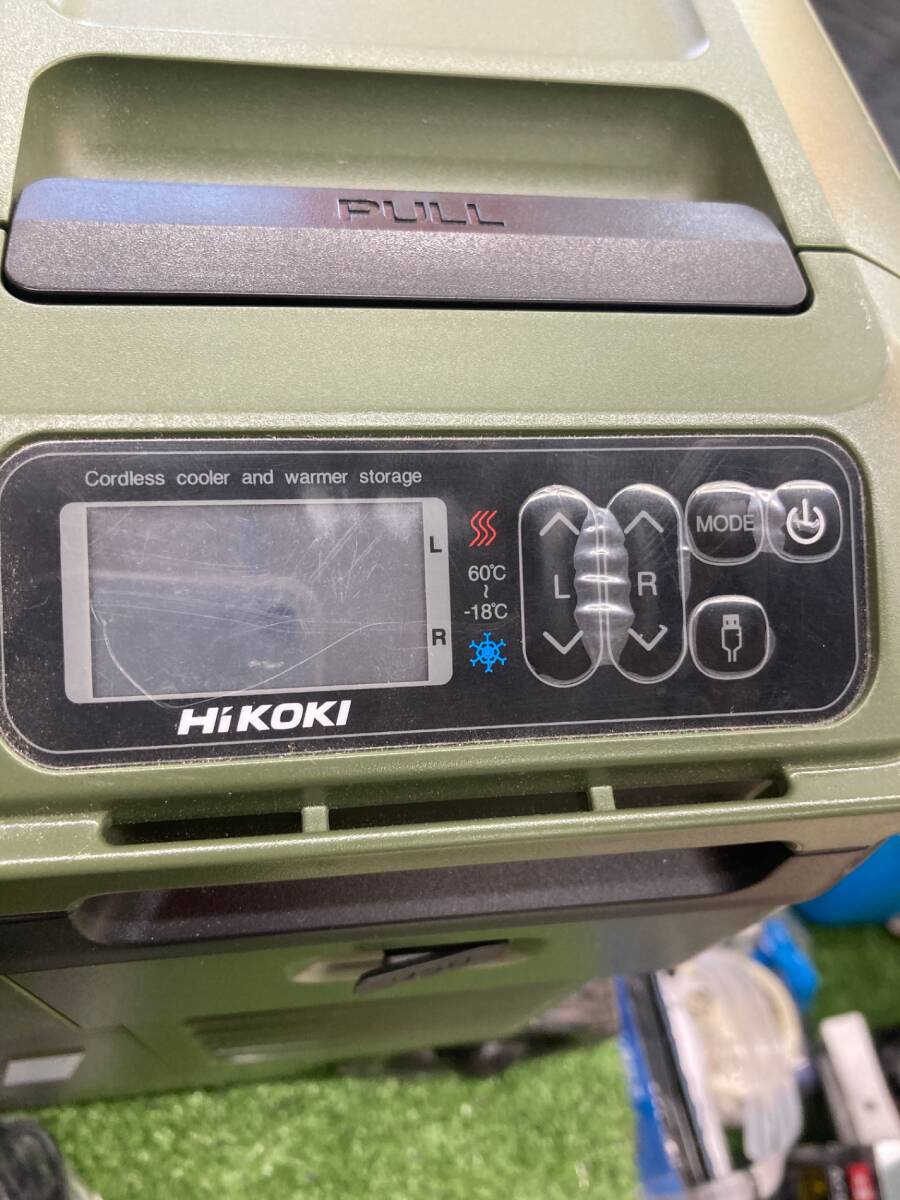 PULL
Cordless cooler and warmer storage
L
R
60℃
~
-18℃
L
R
MODE
HiKOKI